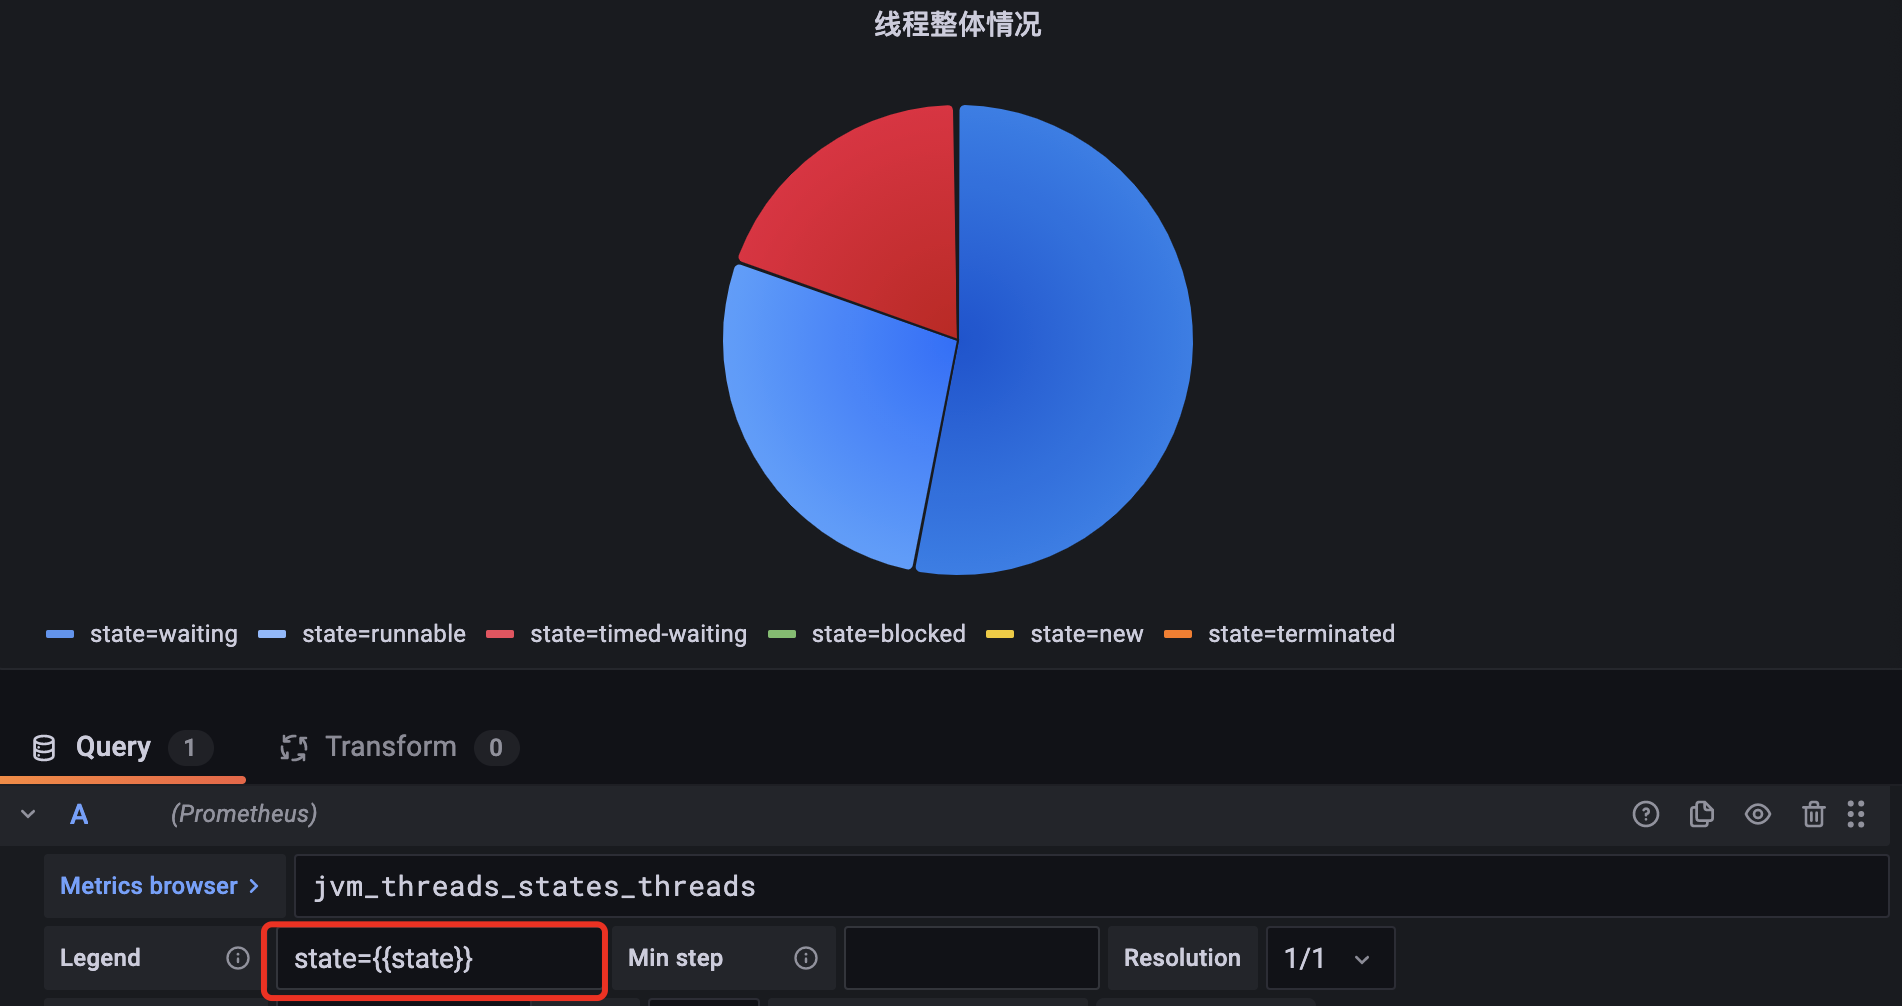 线程整体情况
state=waiting state=runnable state=timed-waiting state=blocked state=new state=terminated
Query 1 Transform 0
A (Prometheus)
Metrics browser > jvm_threads_states_threads
Legend state={{state}} Min step Resolution 1/1